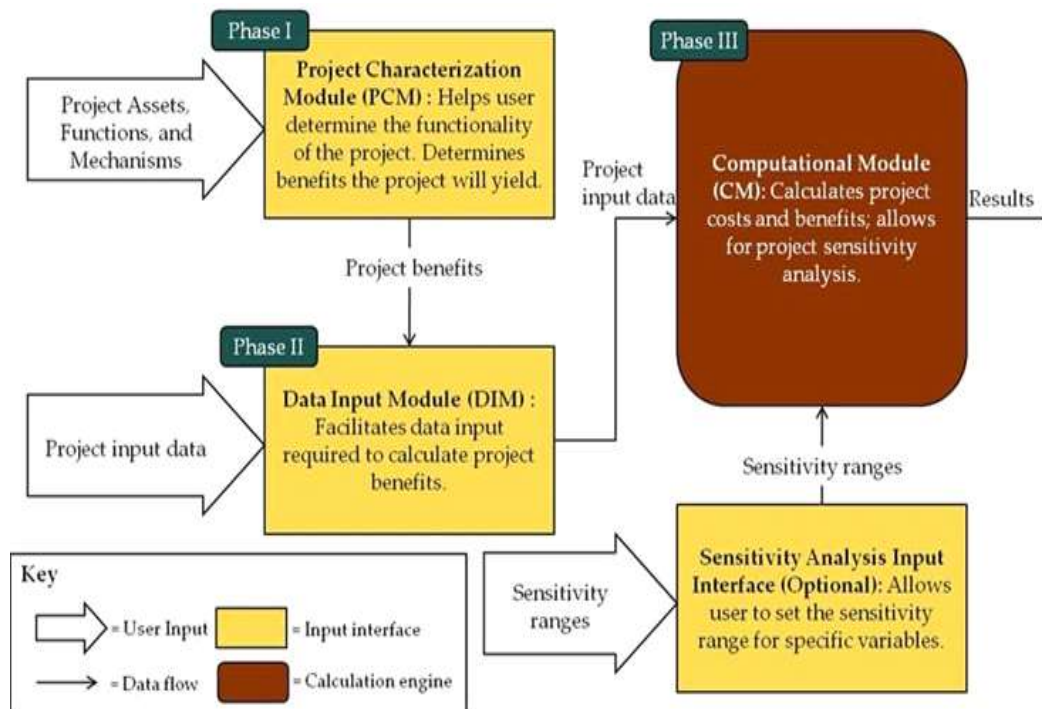 Phase I
Project Characterization
Module (PCM) : Helps user
determine the functionality
of the project. Determines
benefits the project will yield.
Project Assets,
Functions, and
Mechanisms
Project benefits
Phase II
Data Input Module (DIM) :
Facilitates data input
required to calculate project
benefits.
Project input data
Phase III
Computational Module
(CM): Calculates project
costs and benefits; allows
for project sensitivity
analysis.
Project
input data
Results
Sensitivity ranges
Sensitivity Analysis Input
Interface (Optional): Allows
user to set the sensitivity
range for specific variables.
Sensitivity
ranges
Key
= User Input
= Input interface
= Data flow
= Calculation engine